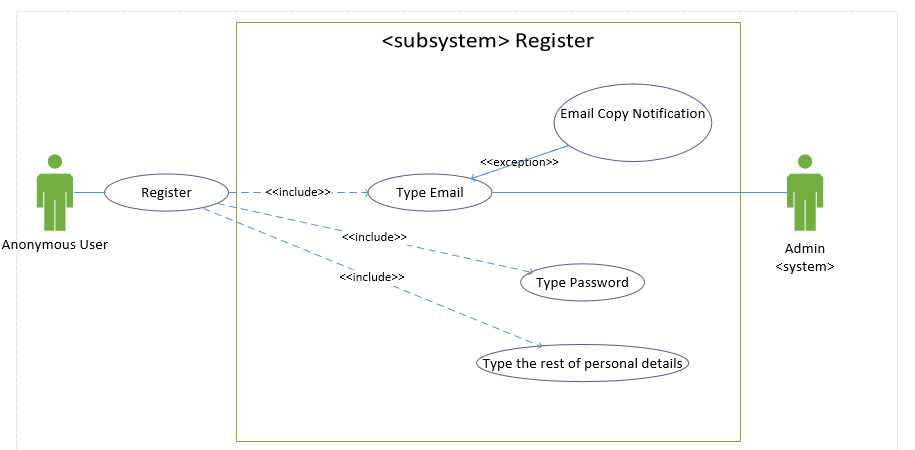 <subsystem> Register
Email Copy Notification
<<exception>>
Register
<<include>>
Type Email
Anonymous User
<<include>>
Admin
<system>
<<include>>
Type Password
Type the rest of personal details